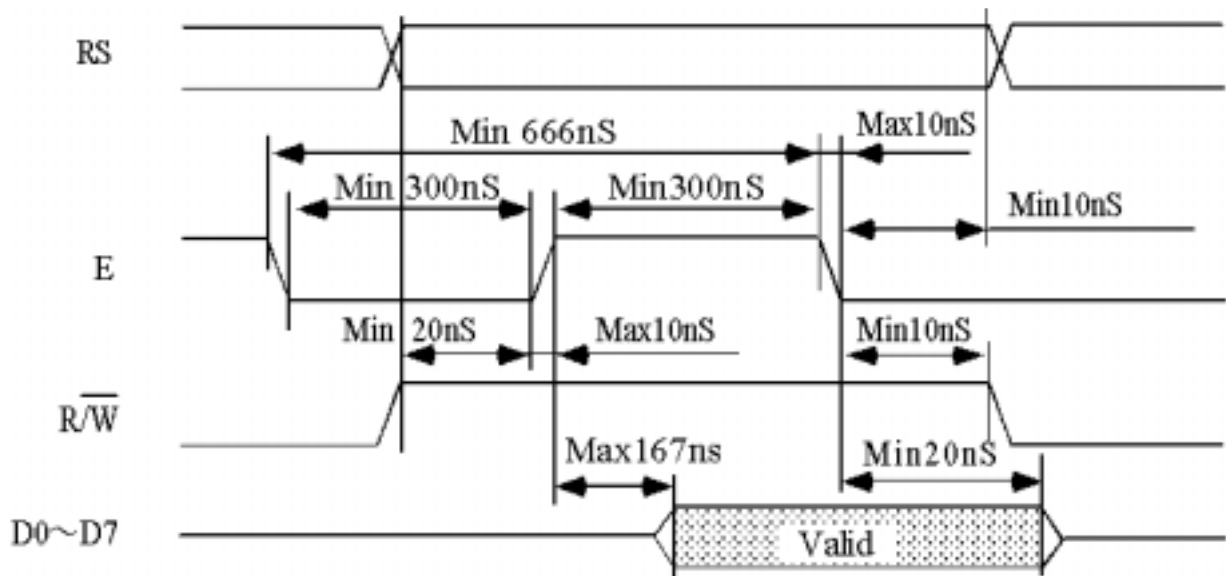 RS
Min 666nS
Max10nS
Min 300nS
Min300nS
Min10nS
E
Min 20nS
Max10nS
Min10nS
R/W
Max167ns
Min20nS
D0～D7
Valid